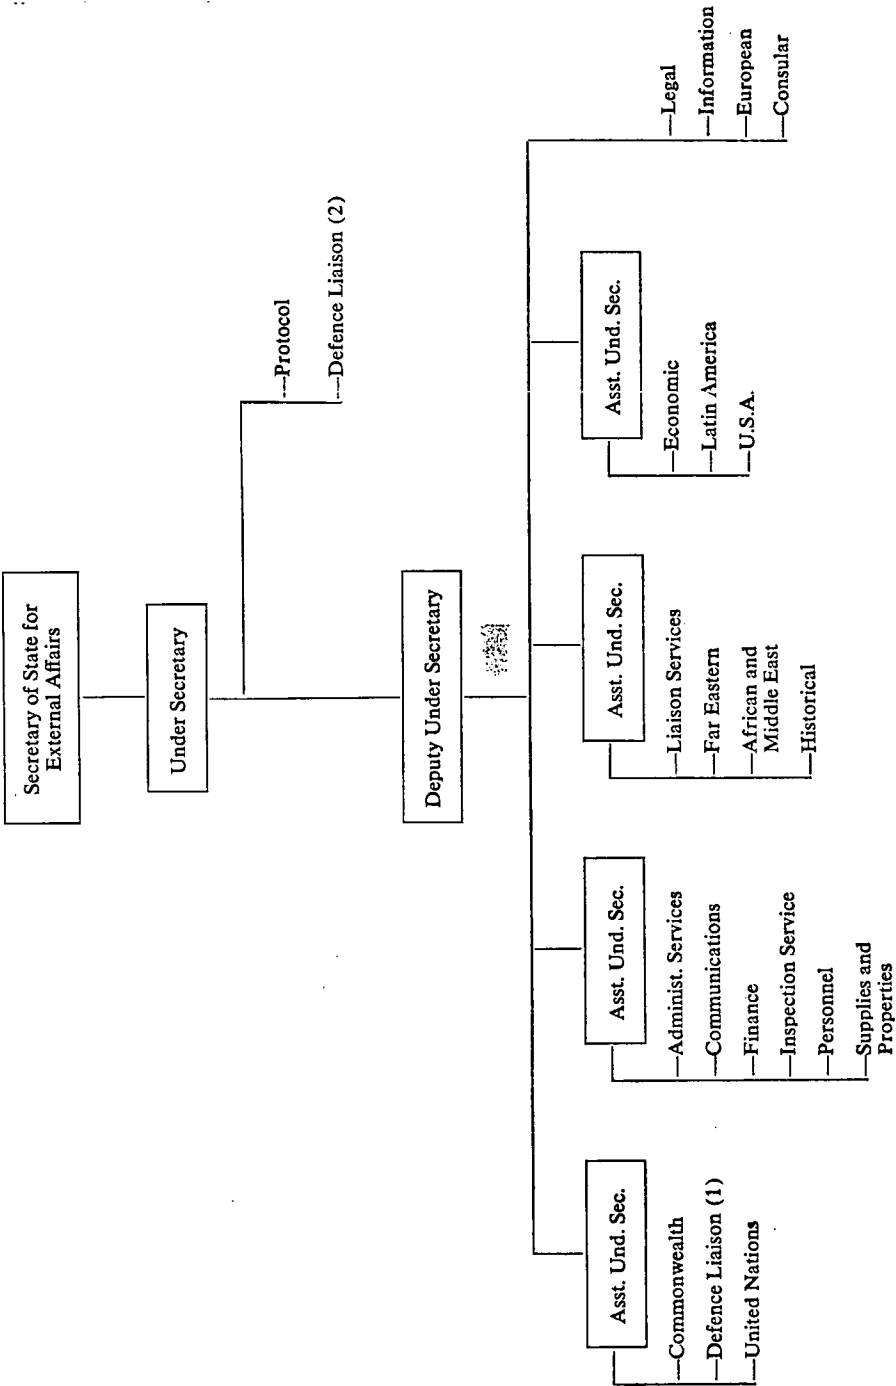 Secretary of State for
External Affairs
Under Secretary
Protocol
Defence Liaison (2)
Deputy Under Secretary
Asst. Und. Sec.
Commonwealth
Defence Liaison (1)
United Nations
Asst. Und. Sec.
Administ. Services
Communications
Finance
Inspection Service
Personnel
Supplies and
Properties
Asst. Und. Sec.
Liaison Services
Far Eastern
African and
Middle East
Historical
Asst. Und. Sec.
Economic
Latin America
U.S.A.
Legal
Information
European
Consular